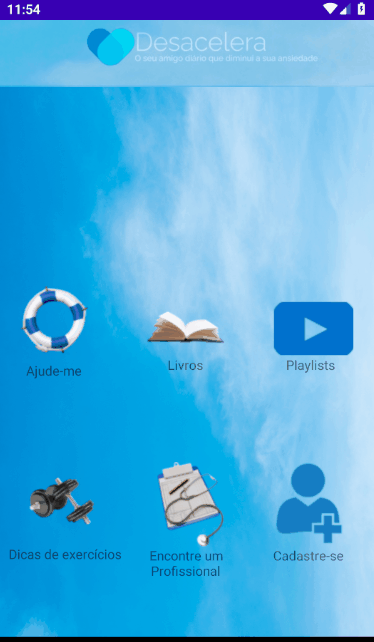 11:54
Desacelera
O seu amigo diário que diminui a sua ansiedade.
Ajude-me
Livros
Playlists
Dicas de exercícios
Encontre um
Profissional
Cadastre-se